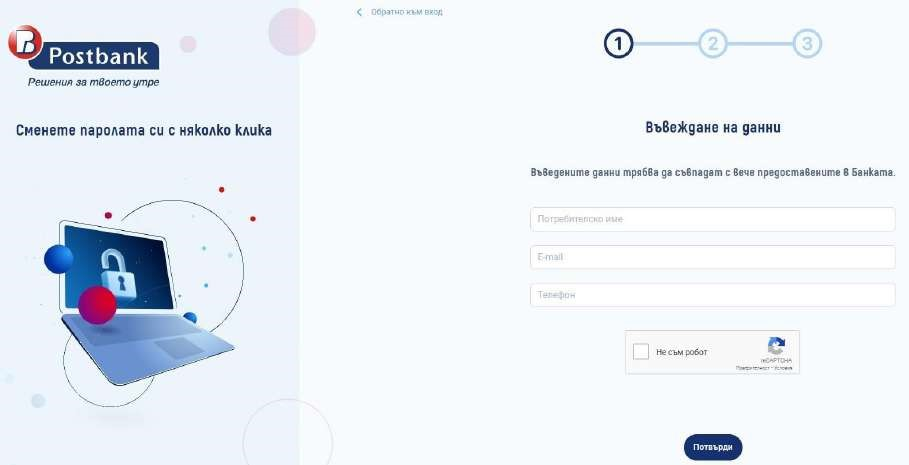 Обратно към вход
1 2 3
Postbank
Решения за твоето утре
Сменете паролата си с няколко клика
Въвеждане на данни
Въведените данни трябва да съвпадат с вече предоставените в Банката.
Потребителско име
E-mail
Телефон
Не съм робот
reCAPTCHA
Поверителност - Условия
Потвърди